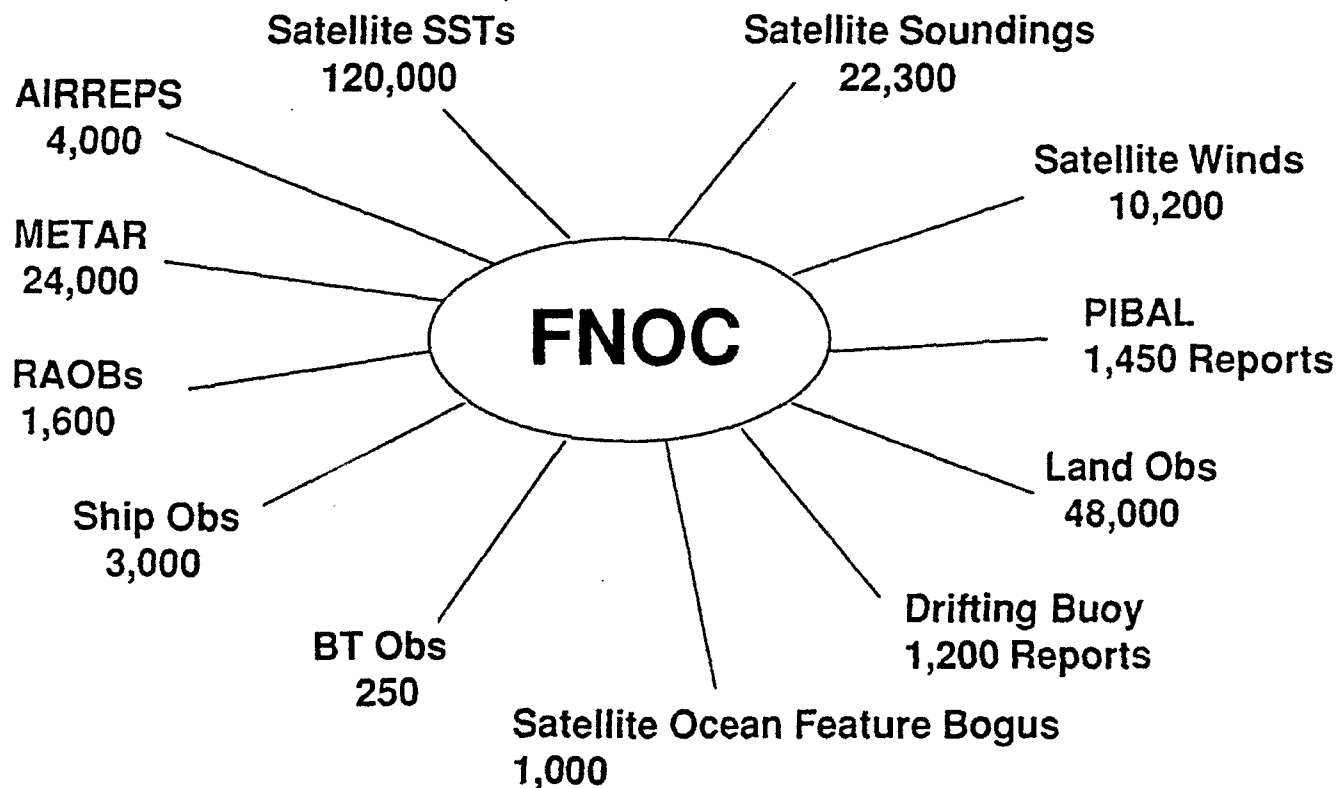 Satellite SSTs
120,000
Satellite Soundings
22,300
AIRREPS
4,000
Satellite Winds
10,200
METAR
24,000
FNOC
PIBAL
1,450 Reports
RAOBs
1,600
Land Obs
48,000
Ship Obs
3,000
Drifting Buoy
1,200 Reports
BT Obs
250
Satellite Ocean Feature Bogus
1,000